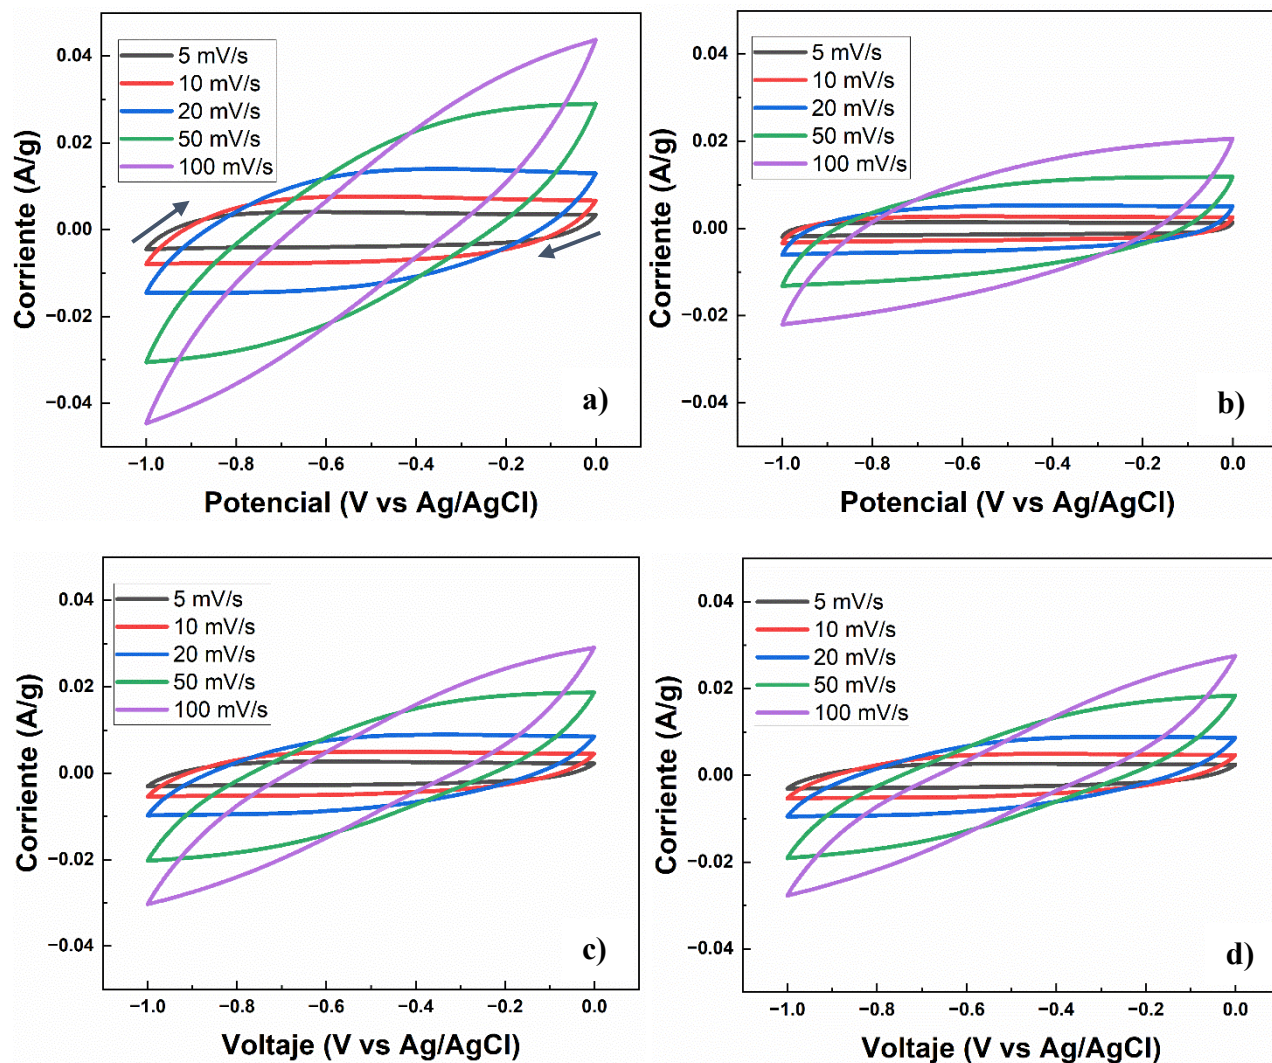 5 mV/s
10 mV/s
20 mV/s
50 mV/s
100 mV/s
0.04
0.02
0.00
−0.02
−0.04
Corriente (A/g)
−1.0 −0.8 −0.6 −0.4 −0.2 0.0
Potencial (V vs Ag/AgCl)
a)
5 mV/s
10 mV/s
20 mV/s
50 mV/s
100 mV/s
0.04
0.02
0.00
−0.02
−0.04
Corriente (A/g)
−1.0 −0.8 −0.6 −0.4 −0.2 0.0
Potencial (V vs Ag/AgCl)
b)
5 mV/s
10 mV/s
20 mV/s
50 mV/s
100 mV/s
0.04
0.02
0.00
−0.02
−0.04
Corriente (A/g)
−1.0 −0.8 −0.6 −0.4 −0.2 0.0
Voltaje (V vs Ag/AgCl)
c)
5 mV/s
10 mV/s
20 mV/s
50 mV/s
100 mV/s
0.04
0.02
0.00
−0.02
−0.04
Corriente (A/g)
−1.0 −0.8 −0.6 −0.4 −0.2 0.0
Voltaje (V vs Ag/AgCl)
d)